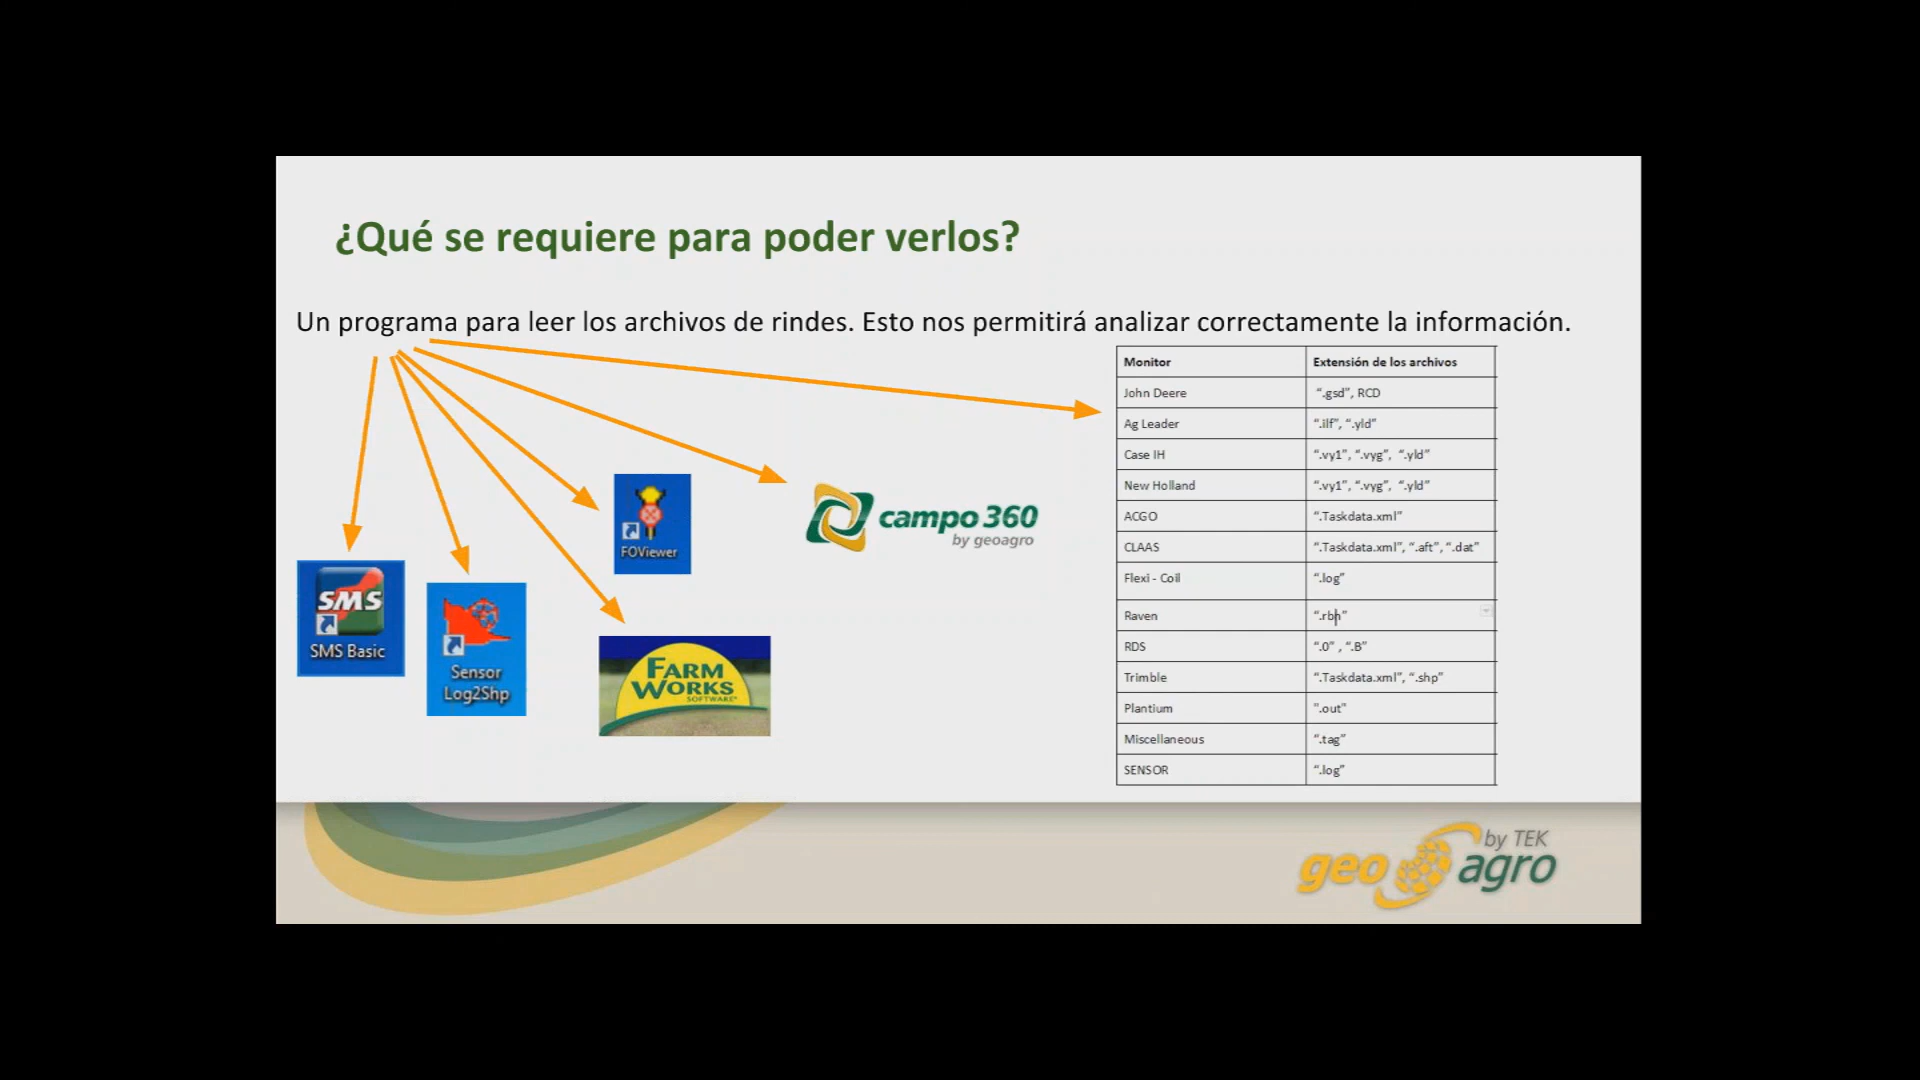 ¿Qué se requiere para poder verlos?
Un programa para leer los archivos de rindes. Esto nos permitirá analizar correctamente la información.
SMS
SMS Basic
Sensor
Log2Shp
FOViewer
FARM
WORKS
SOFTWARE
campo 360
by geoagro
Monitor Extensión de los archivos
John Deere “.gsd”, RCD
Ag Leader “.ilf”, “.yld”
Case IH “.vy1”, “.vyg”, “.yld”
New Holland “.vy1”, “.vyg”, “.yld”
ACGO “.Taskdata.xml”
CLAAS “.Taskdata.xml”, “.aft”, “.dat”
Flexi - Coil “.log”
Raven “.rbh”
RDS “.0” , “.B”
Trimble “.Taskdata.xml”, “.shp”
Plantium ”.out”
Miscellaneous “.tag”
SENSOR “.log”
geo agro
by TEK